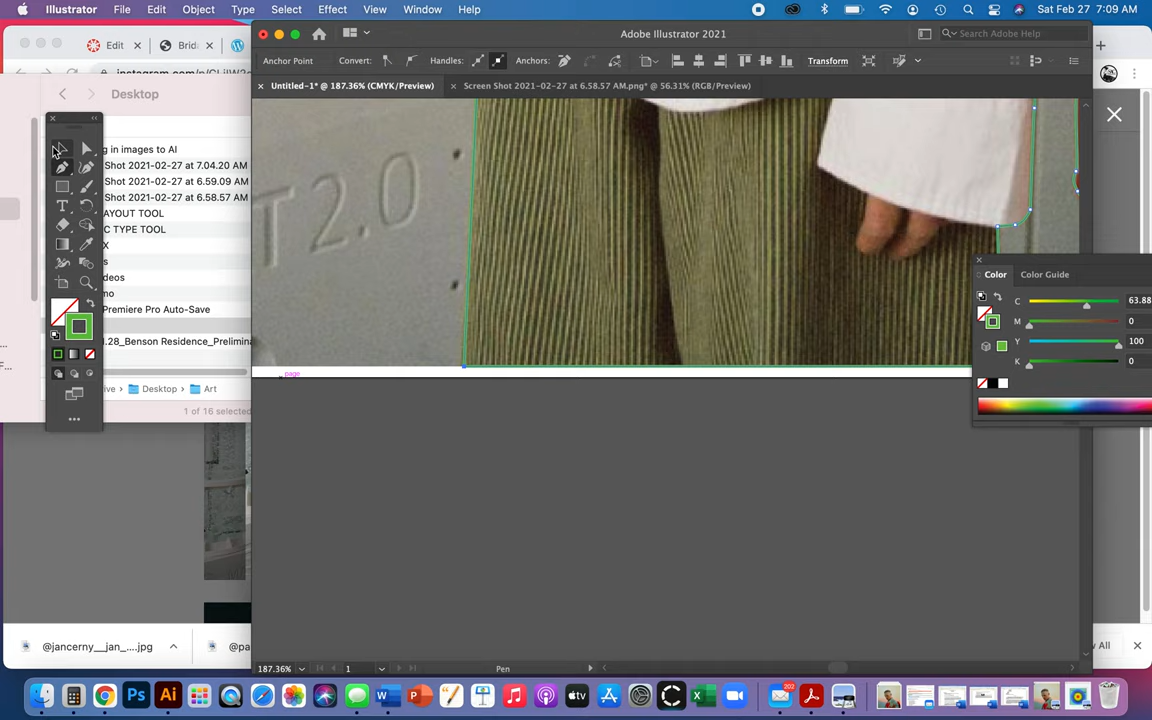 Illustrator File Edit Object Type Select Effect View Window Help Sat Feb 27 7:09 AM
Edit
Adobe Illustrator 2021
Search Adobe Help
Anchor Point Convert: Handles: Anchors: Transform
Untitled-1* @ 187.36% (CMYK/Preview)
Screen Shot 2021-02-27 at 6.58.57 AM.png* @ 56.31% (RGB/Preview)
Desktop
g in images to AI
Shot 2021-02-27 at 7.04.20 AM
Shot 2021-02-27 at 6.59.09 AM
Shot 2021-02-27 at 6.58.57 AM
AYOUT TOOL
C TYPE TOOL
X
s
deos
mo
Premiere Pro Auto-Save
1.28_Benson Residence_Prelimina
ive Desktop Art
1 of 16 selected
T2.0
page
Color Color Guide
C 63.88
M 0
Y 100
K 0
187.36% 1 Pen
@jancerny__jan_....jpg
@pa
All
202